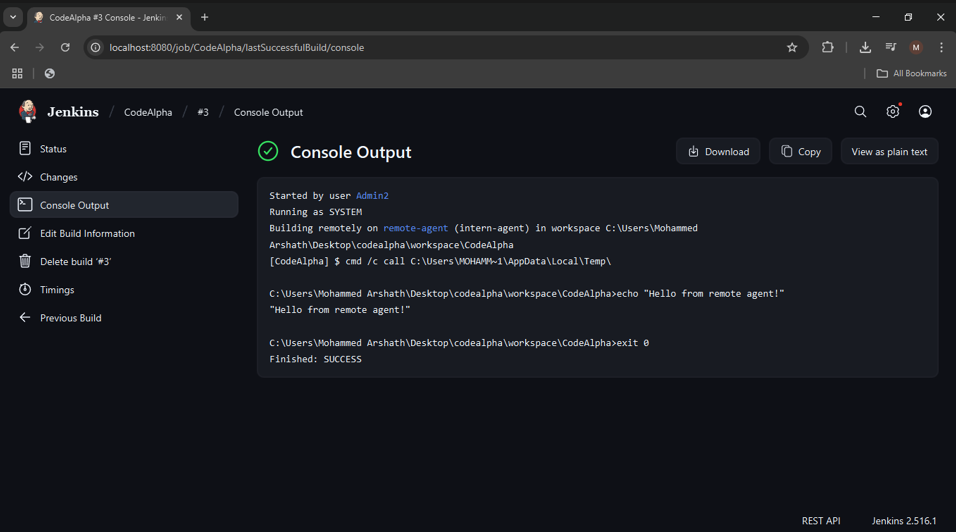 CodeAlpha #3 Console - Jenkins
localhost:8080/job/CodeAlpha/lastSuccessfulBuild/console
M
All Bookmarks
Jenkins / CodeAlpha / #3 / Console Output
Status
Changes
Console Output
Edit Build Information
Delete build ‘#3’
Timings
Previous Build
Console Output
Download
Copy
View as plain text
Started by user Admin2
Running as SYSTEM
Building remotely on remote-agent (intern-agent) in workspace C:\Users\Mohammed
Arshath\Desktop\codealpha\workspace\CodeAlpha
[CodeAlpha] $ cmd /c call C:\Users\MOHAMM~1\AppData\Local\Temp\
C:\Users\Mohammed Arshath\Desktop\codealpha\workspace\CodeAlpha>echo "Hello from remote agent!"
"Hello from remote agent!"
C:\Users\Mohammed Arshath\Desktop\codealpha\workspace\CodeAlpha>exit 0
Finished: SUCCESS
REST API
Jenkins 2.516.1